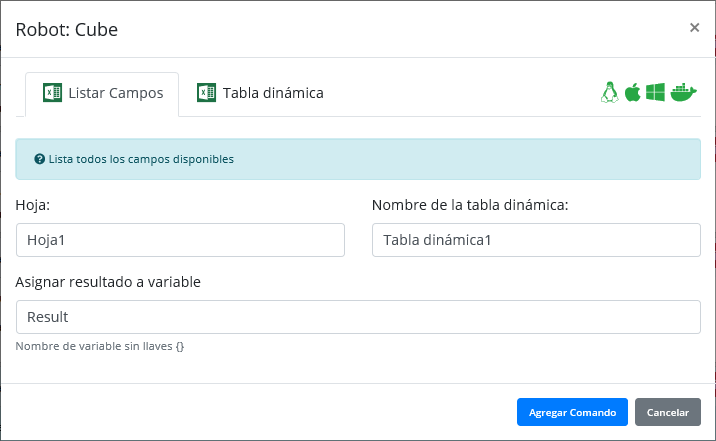 Robot: Cube
×
Listar Campos
Tabla dinámica
Lista todos los campos disponibles
Hoja:
Nombre de la tabla dinámica:
Hoja1
Tabla dinámica1
Asignar resultado a variable
Result
Nombre de variable sin llaves {}
Agregar Comando
Cancelar